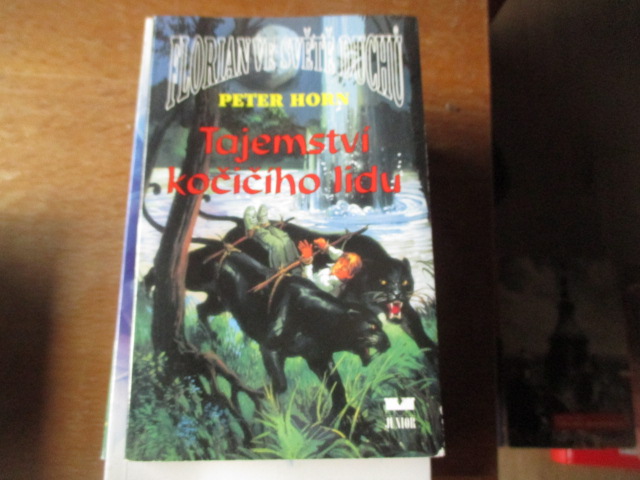 FLORIAN VE SVĚTĚ DUCHŮ
PETER HORN
Tajemství
kočičího lidu
JUNIOR